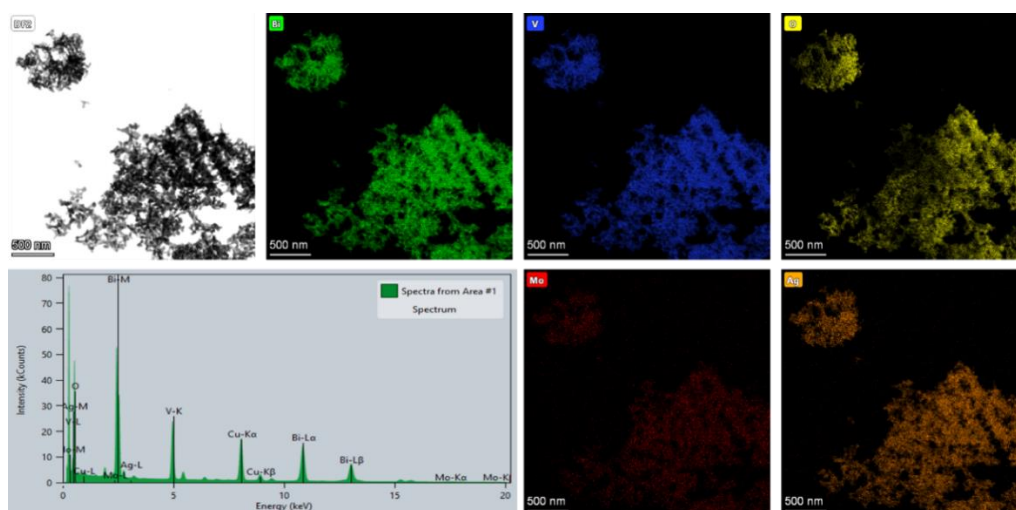 DF2
Bi
V
O
500 nm
500 nm
500 nm
500 nm
80
70
60
50
40
30
20
10
0
Intensity (kCounts)
Bi-M
O
Ag-M
V-L
Cu-L
Ag-L
V-K
Cu-Kα
Cu-Kβ
Bi-Lα
Bi-Lβ
Mo-Kα
Spectra from Area #1
Spectrum
0
5
10
15
20
Energy (keV)
Mo
Ag
500 nm
500 nm